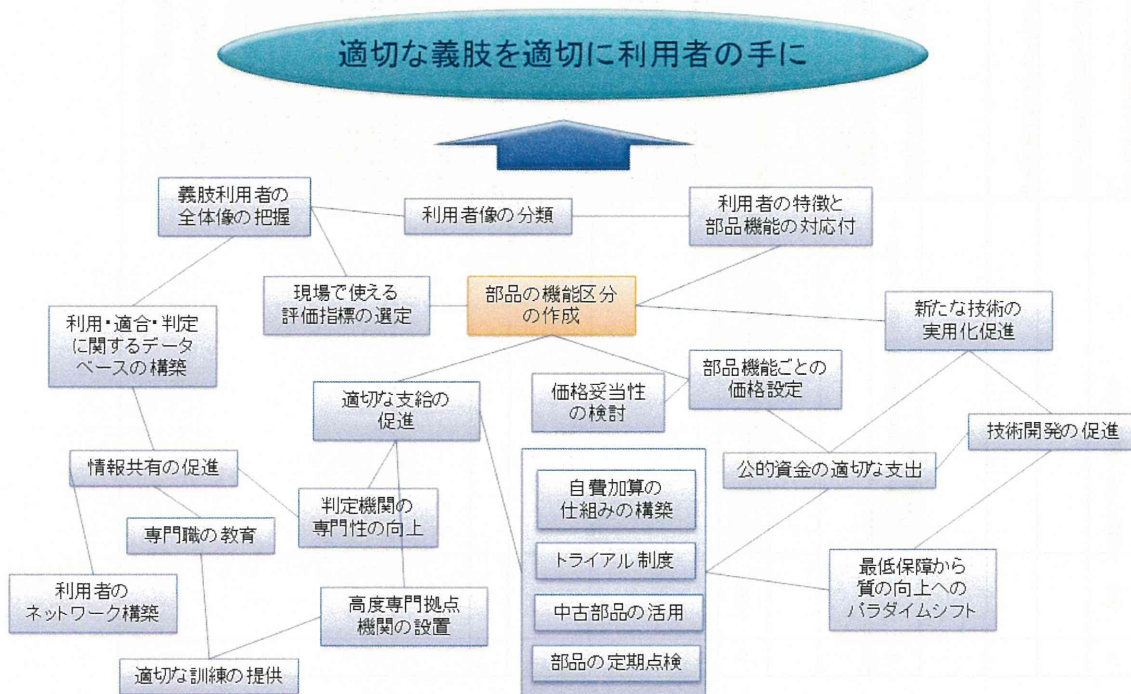 適切な義肢を適切に利用者の手に
義肢利用者の
全体像の把握
利用者像の分類
利用者の特徴と
部品機能の対応付
現場で使える
評価指標の選定
部品の機能区分
の作成
新たな技術の
実用化促進
利用・適合・判定
に関するデータ
ベースの構築
適切な支給の
促進
価格妥当性
の検討
部品機能ごとの
価格設定
技術開発の促進
情報共有の促進
公的資金の適切な支出
判定機関の
専門性の向上
自費加算の
仕組みの構築
専門職の教育
トライアル制度
利用者の
ネットワーク構築
高度専門拠点
機関の設置
中古部品の活用
最低保障から
質の向上への
パラダイムシフト
適切な訓練の提供
部品の定期点検